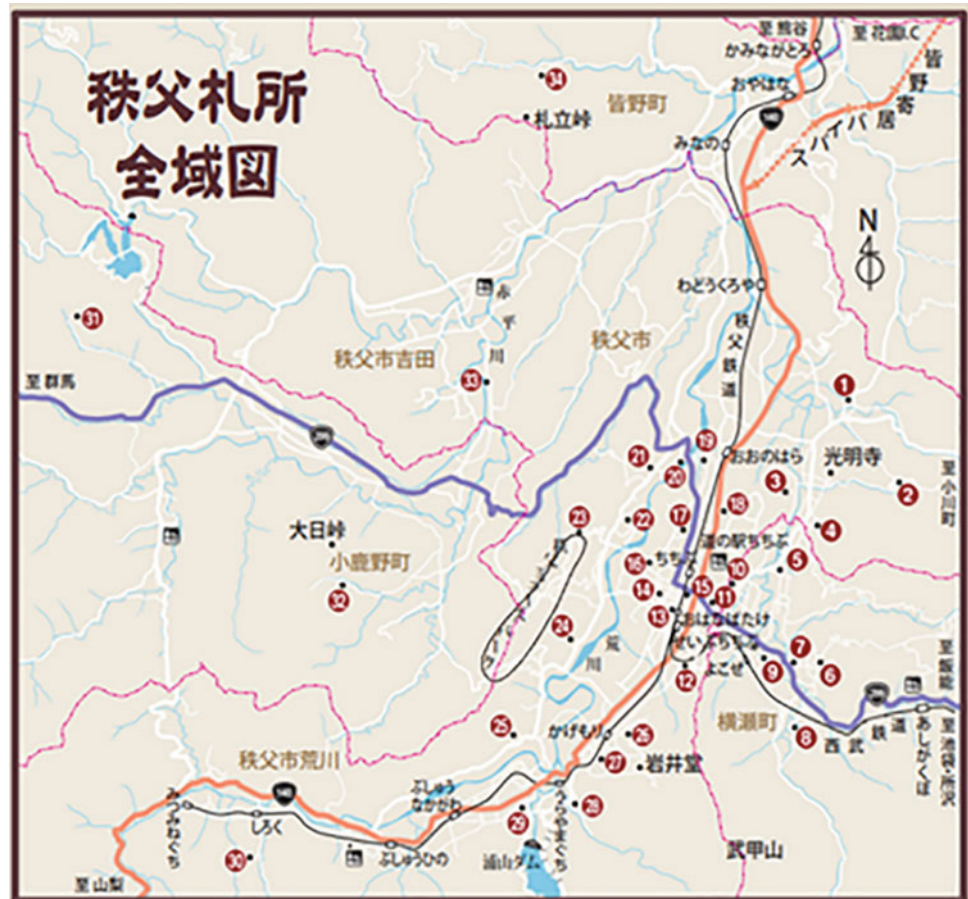 秩父札所
全域図
至 熊谷
至 花園I.C
かみながとろ
おやはな
みなの
皆野寄居バイパス
34
皆野町
札立峠
N
わどうくろや
秩父鉄道
赤平川
秩父市
秩父市吉田
31
33
至 群馬
1
19
おおのはら
光明寺
21
20
3
2
至小川町
18
23
22
17
4
道の駅ちちぶ
大日峠
小鹿野町
ちちぶ
16
10
5
32
14
15
11
13
おはなばたけ
せいぶちちぶ
24
荒川
よこぜ
12
9
7
6
至飯能
横瀬町
8
西武鉄道
あしがくぼ
至池袋・所沢
25
かげもり
26
27
岩井堂
秩父市荒川
ぶしゅうなかがわ
みつみねぐち
しろく
28
29
うらやまぐち
30
ぶしゅうひの
浦山ダム
武甲山
至 山梨